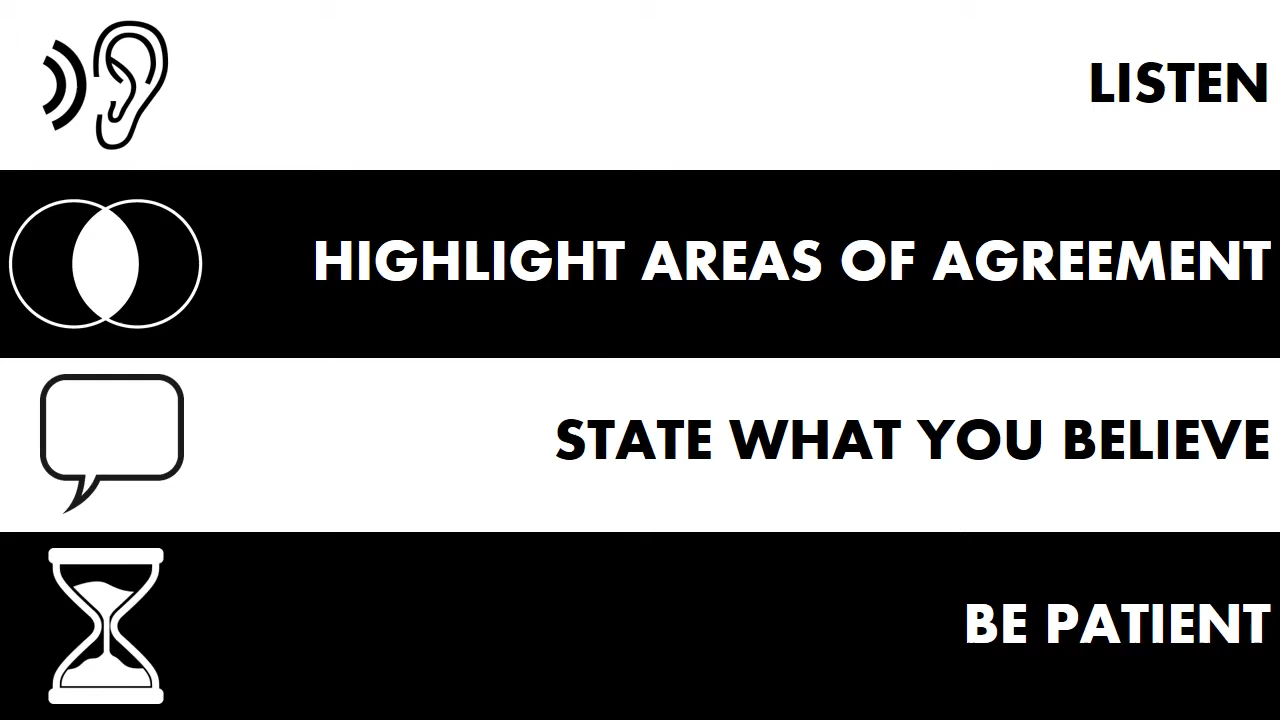 LISTEN
HIGHLIGHT AREAS OF AGREEMENT
STATE WHAT YOU BELIEVE
BE PATIENT